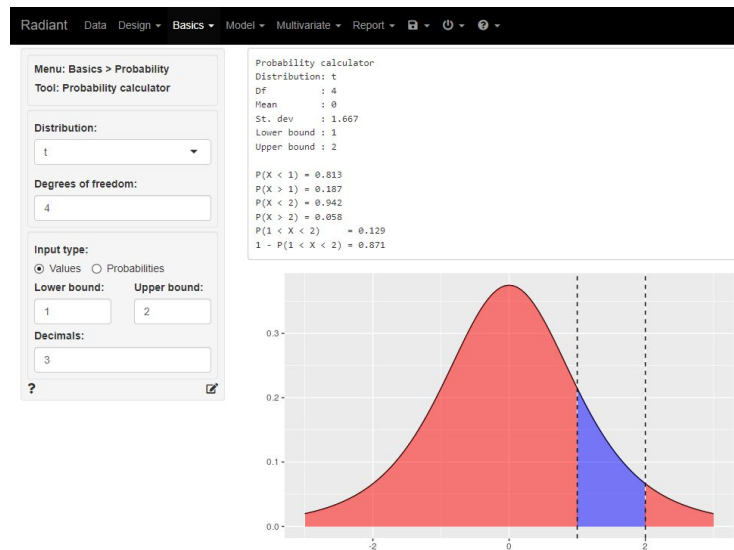 Radiant Data Design Basics Model Multivariate Report
Menu: Basics > Probability
Tool: Probability calculator
Distribution:
t
Degrees of freedom:
4
Input type:
Values Probabilities
Lower bound: Upper bound:
1 2
Decimals:
3
?
Probability calculator
Distribution: t
Df : 4
Mean : 0
St. dev : 1.667
Lower bound : 1
Upper bound : 2
P(X < 1) = 0.813
P(X > 1) = 0.187
P(X < 2) = 0.942
P(X > 2) = 0.058
P(1 < X < 2) = 0.129
1 - P(1 < X < 2) = 0.871
0.3
0.2
0.1
0.0
-2 0 2